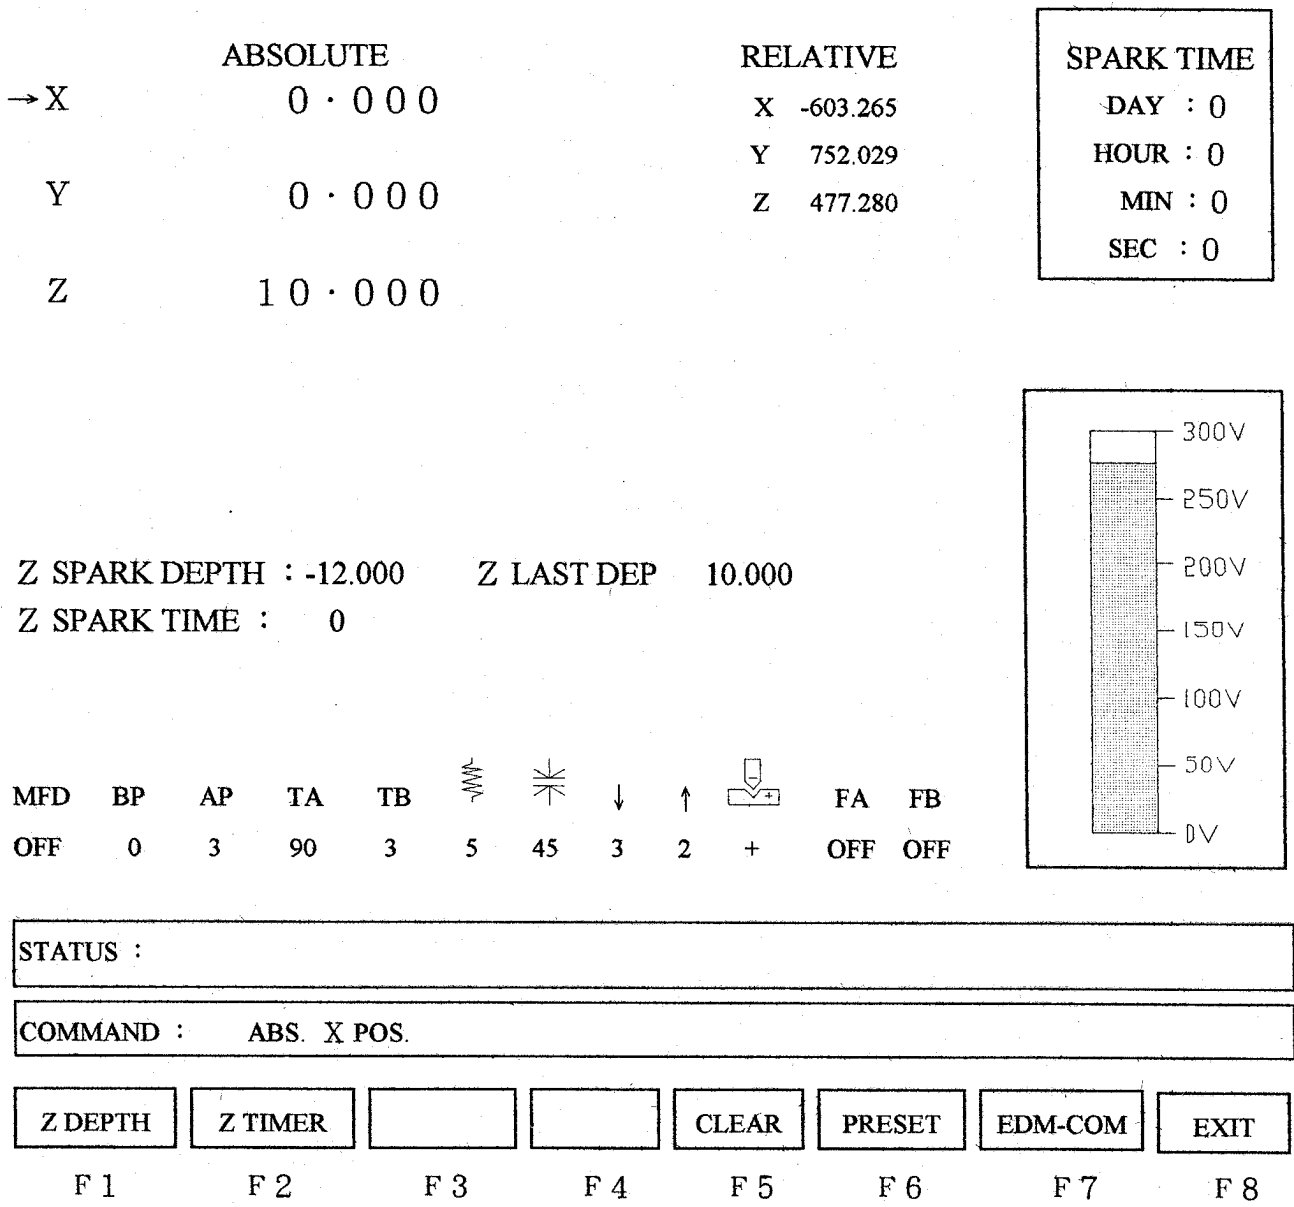 ABSOLUTE
→X 0·000
Y 0·000
Z 10·000
RELATIVE
X -603.265
Y 752.029
Z 477.280
SPARK TIME
DAY : 0
HOUR : 0
MIN : 0
SEC : 0
300V
250V
200V
150V
100V
50V
0V
Z SPARK DEPTH : -12.000 Z LAST DEP 10.000
Z SPARK TIME : 0
MFD BP AP TA TB ↓ ↑ - + FA FB
OFF 0 3 90 3 5 45 3 2 + OFF OFF
STATUS :
COMMAND : ABS. X POS.
Z DEPTH Z TIMER CLEAR PRESET EDM-COM EXIT
F1 F2 F3 F4 F5 F6 F7 F8